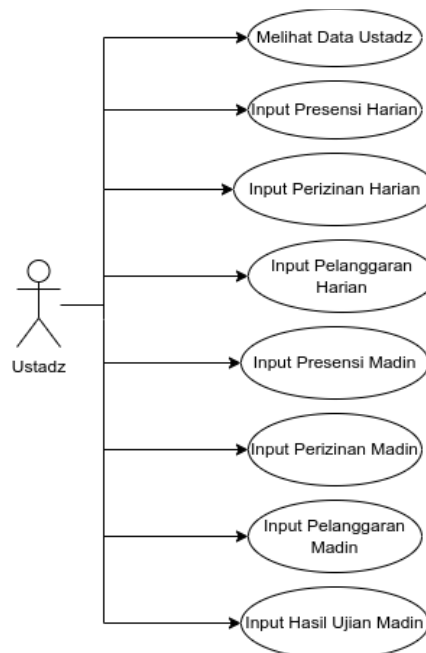 Melihat Data Ustadz
Input Presensi Harian
Input Perizinan Harian
Input Pelanggaran
Harian
Ustadz
Input Presensi Madin
Input Perizinan Madin
Input Pelanggaran
Madin
Input Hasil Ujian Madin